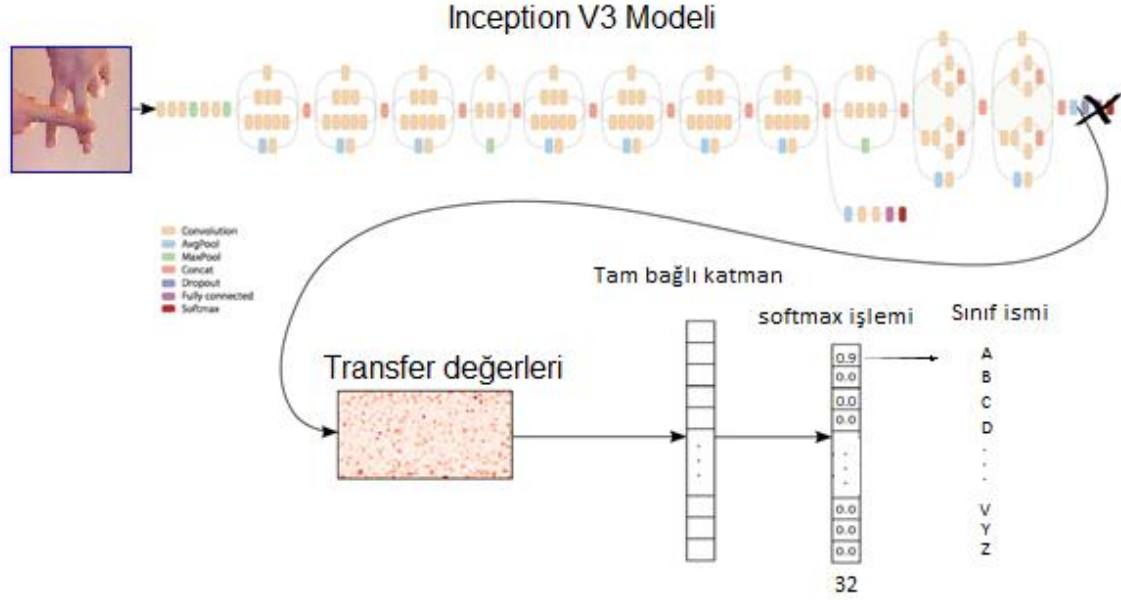 Inception V3 Modeli
Convolution
AvgPool
MaxPool
Concat
Dropout
Fully connected
Softmax
Tam bağlı katman
softmax işlemi
Sınıf ismi
Transfer değerleri
0.9
A
0.0
B
0.0
C
0.0
D
.
.
.
.
.
.
.
.
.
0.0
V
0.0
Y
0.0
Z
32